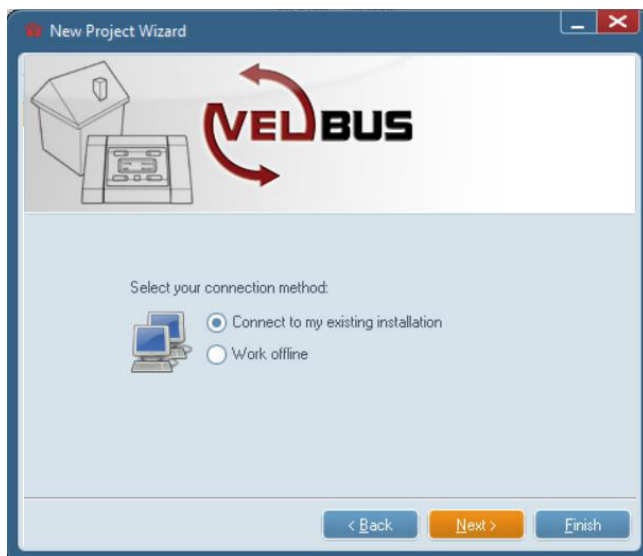 New Project Wizard
VELBUS
Select your connection method:
Connect to my existing installation
Work offline
< Back
Next >
Finish